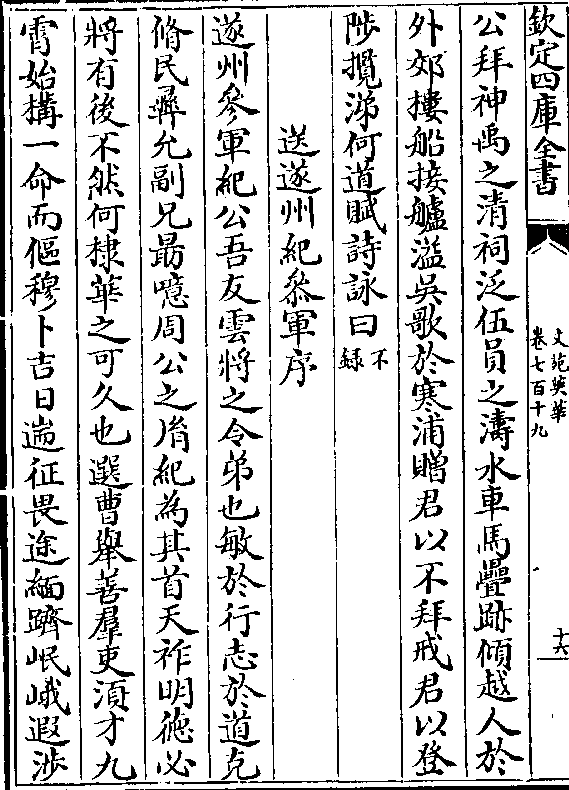 欽定四庫全書
文苑英華
卷七百十九
十六
公拜神禹之清祠泛伍員之濤水車馬疊跡傾越人於
外郊樓船接艫溢吳歌於寒浦贈君以不拜戒君以登
陟攬涕何道賦詩詠曰不録
送遂州紀參軍序
遂州參軍紀公吾友雲將之令弟也敏於行志於道克
脩民彞允副兄最噫周公之胤紀為其首天祚明徳必
將有後不然何棣華之可久也選曹舉善羣吏須才九
霄始搆一命而傴穆卜吉日遄征畏途緬躋岷峨遐渉